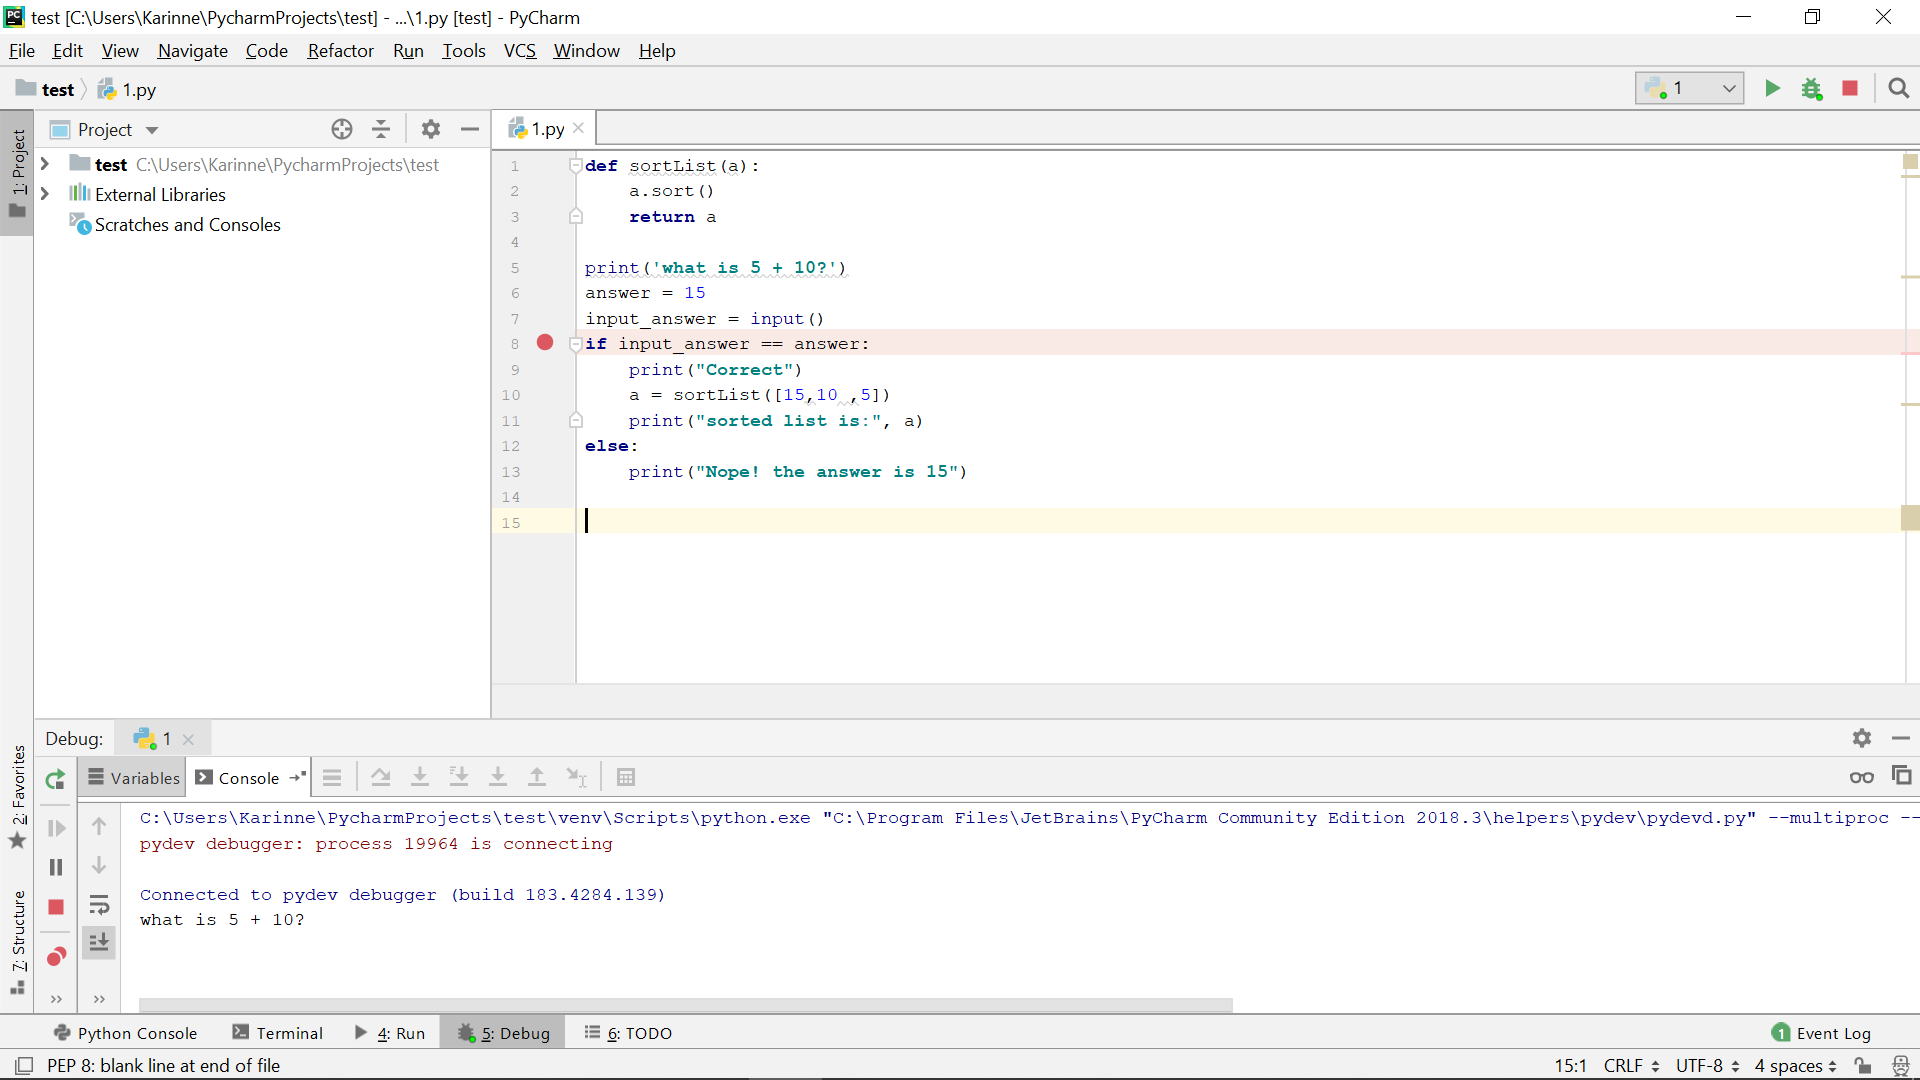 test [C:\Users\Karinne\PycharmProjects\test] - ...\1.py [test] - PyCharm
File Edit View Navigate Code Refactor Run Tools VCS Window Help
test 1.py 1
1: Project
Project
1.py
test C:\Users\Karinne\PycharmProjects\test
External Libraries
Scratches and Consoles
1 def sortList(a):
2 a.sort()
3 return a
4
5 print('what is 5 + 10?')
6 answer = 15
7 input_answer = input()
8 if input_answer == answer:
9 print("Correct")
10 a = sortList([15,10 ,5])
11 print("sorted list is:", a)
12 else:
13 print("Nope! the answer is 15")
14
15
2: Favorites
7: Structure
Debug: 1
Variables Console
C:\Users\Karinne\PycharmProjects\test\venv\Scripts\python.exe "C:\Program Files\JetBrains\PyCharm Community Edition 2018.3\helpers\pydev\pydevd.py" --multiproc --
pydev debugger: process 19964 is connecting
Connected to pydev debugger (build 183.4284.139)
what is 5 + 10?
Python Console Terminal 4: Run 5: Debug 6: TODO 1 Event Log
PEP 8: blank line at end of file 15:1 CRLF UTF-8 4 spaces